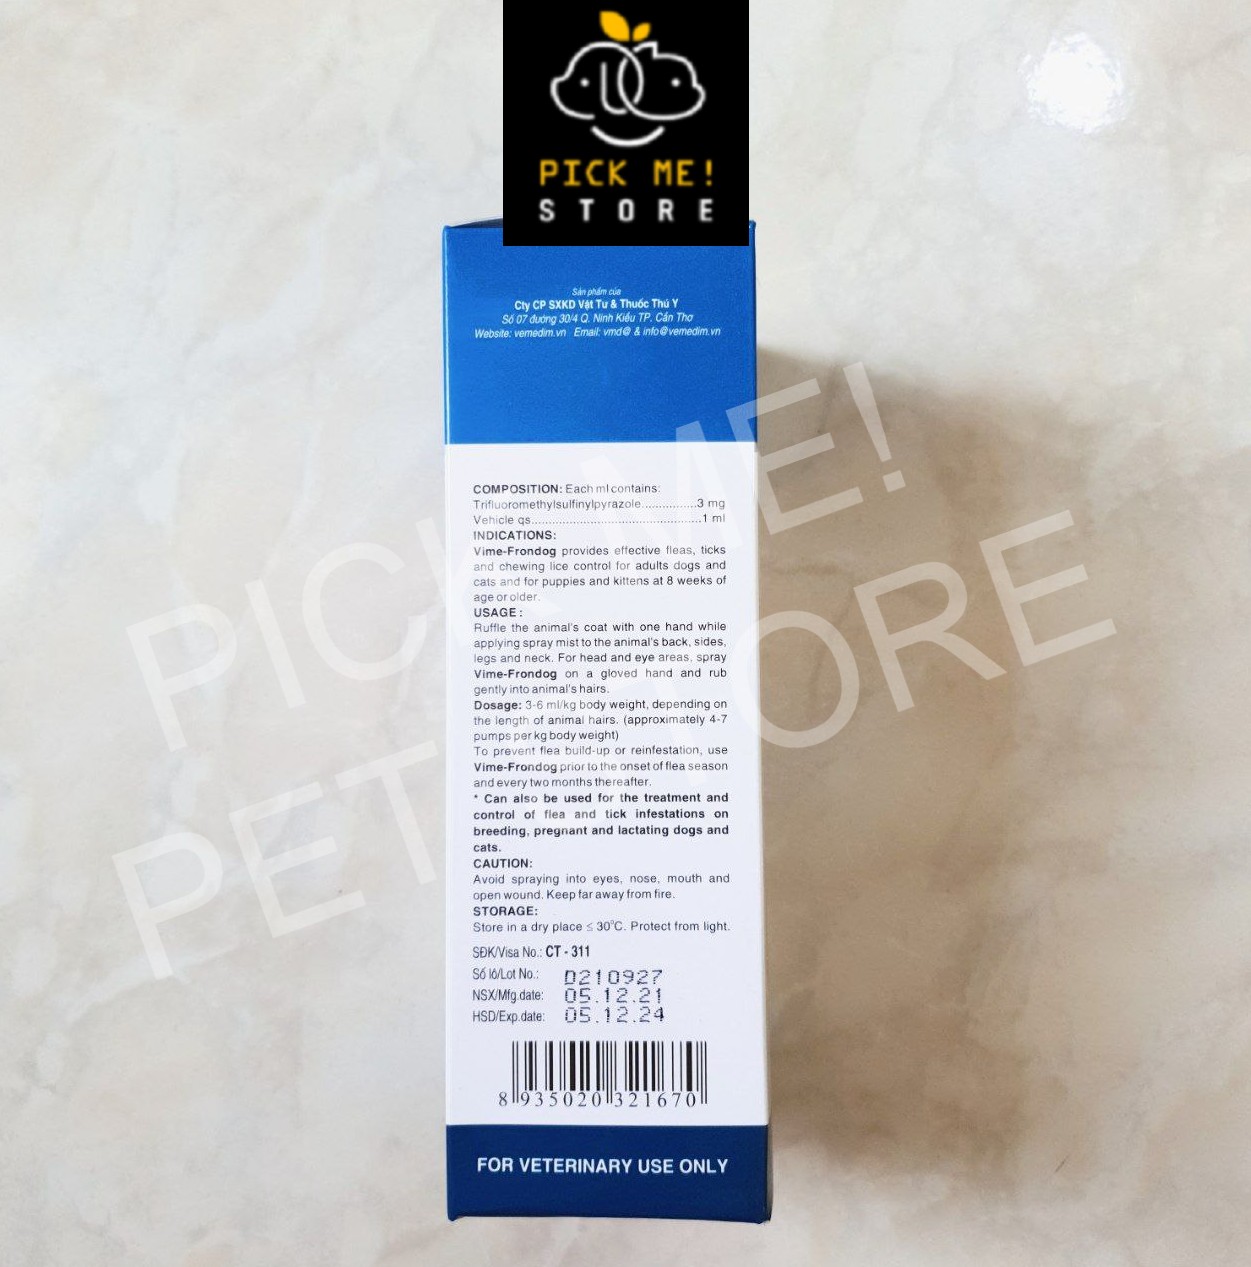 PICK ME!
STORE
Sản phẩm của
Cty CP SXKD Vật Tư & Thuốc Thú Y
Số 07 đường 30/4 Q. Ninh Kiều TP. Cần Thơ
Website: vemedim.vn Email: vmd@ & info@vemedim.vn
COMPOSITION: Each ml contains:
Trifluoromethylsulfinylpyrazole................3 mg
Vehicle qs.................................................1 ml
INDICATIONS:
Vime-Frondog provides effective fleas, ticks
and chewing lice control for adults dogs and
cats and for puppies and kittens at 8 weeks of
age or older.
USAGE :
Ruffle the animal's coat with one hand while
applying spray mist to the animal's back, sides,
legs and neck. For head and eye areas, spray
Vime-Frondog on a gloved hand and rub
gently into animal's hairs.
Dosage: 3-6 ml/kg body weight, depending on
the length of animal hairs. (approximately 4-7
pumps per kg body weight)
To prevent flea build-up or reinfestation, use
Vime-Frondog prior to the onset of flea season
and every two months thereafter.
* Can also be used for the treatment and
control of flea and tick infestations on
breeding, pregnant and lactating dogs and
cats.
CAUTION:
Avoid spraying into eyes, nose, mouth and
open wound. Keep far away from fire.
STORAGE:
Store in a dry place ≤ 30°C. Protect from light.
SĐK/Visa No.: CT - 311
Số lô/Lot No.: D210927
NSX/Mfg.date: 05.12.21
HSD/Exp.date: 05.12.24
8 935020 321670
FOR VETERINARY USE ONLY
PICK ME!
PET STORE